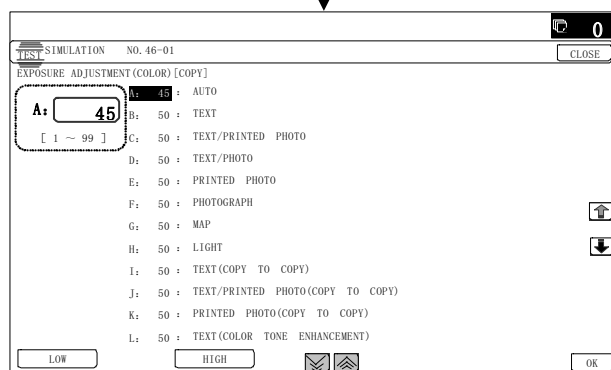 0
TEST SIMULATION NO. 46-01
CLOSE
EXPOSURE ADJUSTMENT(COLOR)[COPY]
A: 45
[ 1 ～ 99 ]
A: 45 : AUTO
B: 50 : TEXT
C: 50 : TEXT/PRINTED PHOTO
D: 50 : TEXT/PHOTO
E: 50 : PRINTED PHOTO
F: 50 : PHOTOGRAPH
G: 50 : MAP
H: 50 : LIGHT
I: 50 : TEXT(COPY TO COPY)
J: 50 : TEXT/PRINTED PHOTO(COPY TO COPY)
K: 50 : PRINTED PHOTO(COPY TO COPY)
L: 50 : TEXT(COLOR TONE ENHANCEMENT)
LOW HIGH OK